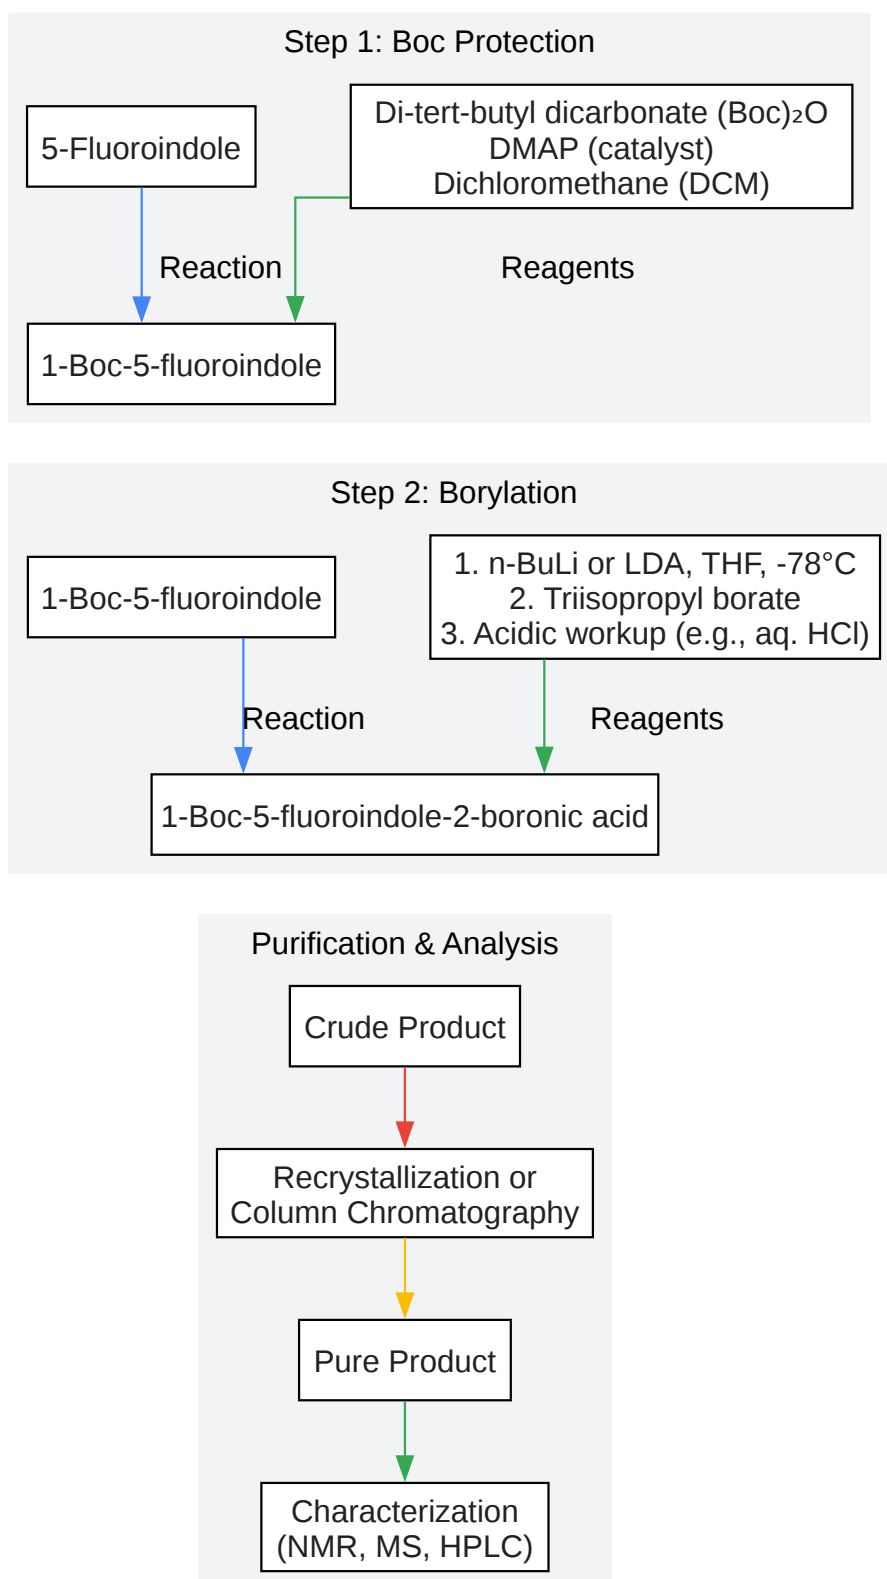 Step 1: Boc Protection
5-Fluoroindole
Di-tert-butyl dicarbonate (Boc)₂O
DMAP (catalyst)
Dichloromethane (DCM)
Reaction
Reagents
1-Boc-5-fluoroindole
Step 2: Borylation
1-Boc-5-fluoroindole
1. n-BuLi or LDA, THF, -78°C
2. Triisopropyl borate
3. Acidic workup (e.g., aq. HCl)
Reaction
Reagents
1-Boc-5-fluoroindole-2-boronic acid
Purification & Analysis
Crude Product
Recrystallization or
Column Chromatography
Pure Product
Characterization
(NMR, MS, HPLC)